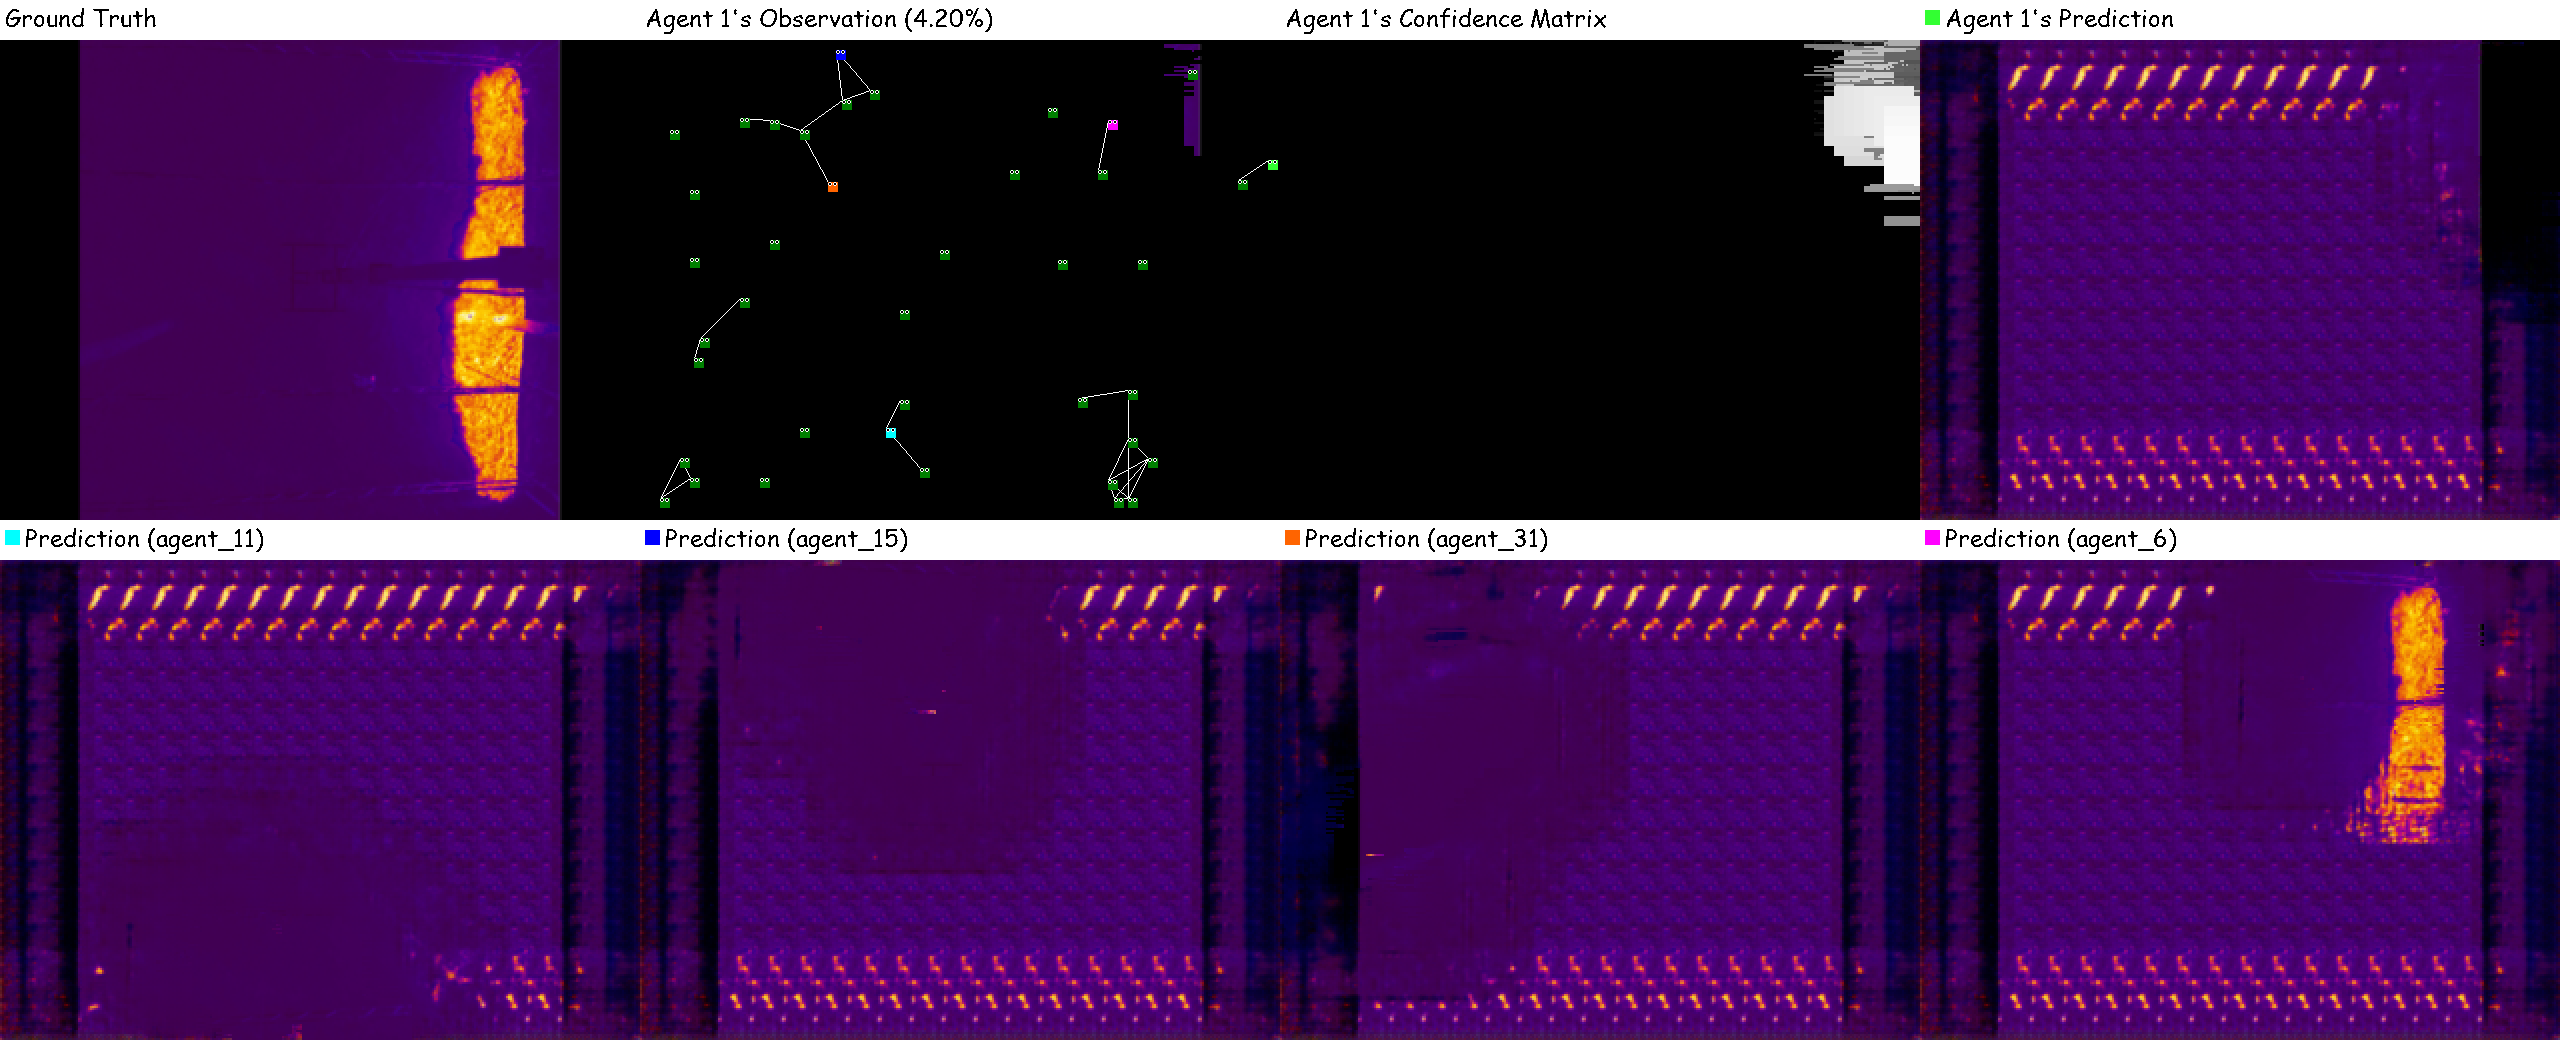 Ground Truth
Agent 1's Observation (4.20%)
Agent 1's Confidence Matrix
Agent 1's Prediction
Prediction (agent_11)
Prediction (agent_15)
Prediction (agent_31)
Prediction (agent_6)